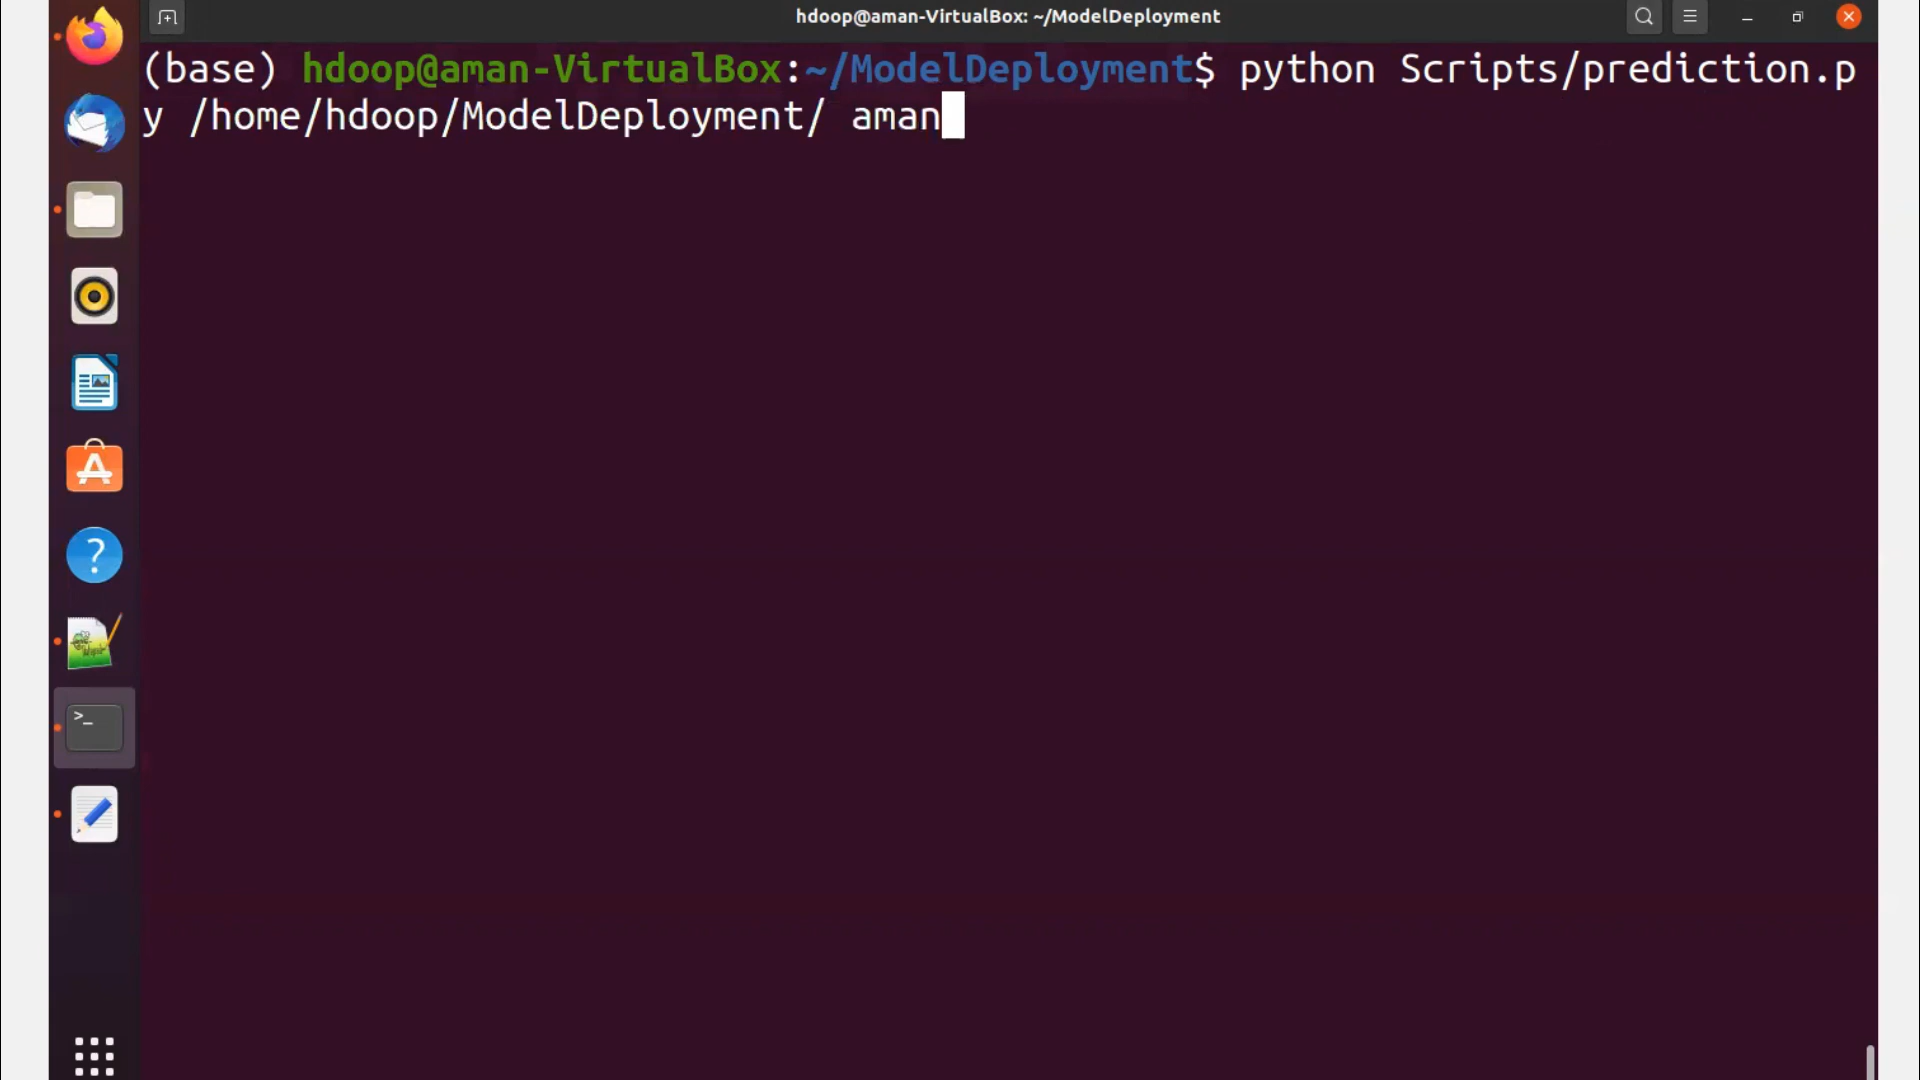 hdoop@aman-VirtualBox: ~/ModelDeployment
(base) hdoop@aman-VirtualBox:~/ModelDeployment$ python Scripts/prediction.p
y /home/hdoop/ModelDeployment/ aman